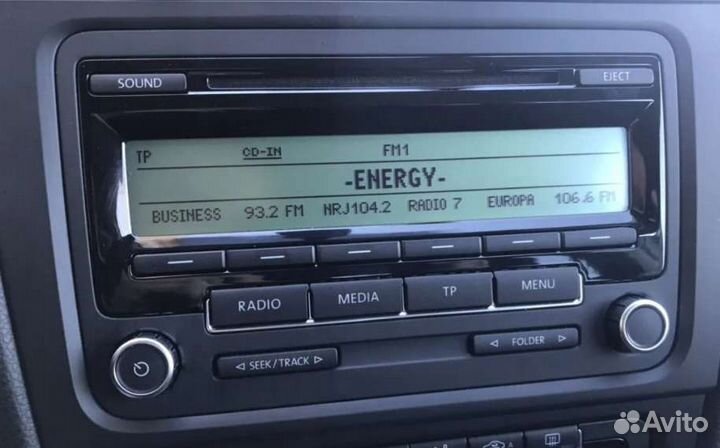 SOUND EJECT
TP CD-IN FM1
-ENERGY-
BUSINESS 93.2 FM NRJ104.2 RADIO 7 EUROPA 106.6 FM
RADIO MEDIA TP MENU
◁ SEEK/TRACK ▷ ◁ FOLDER ▷
A
Avito